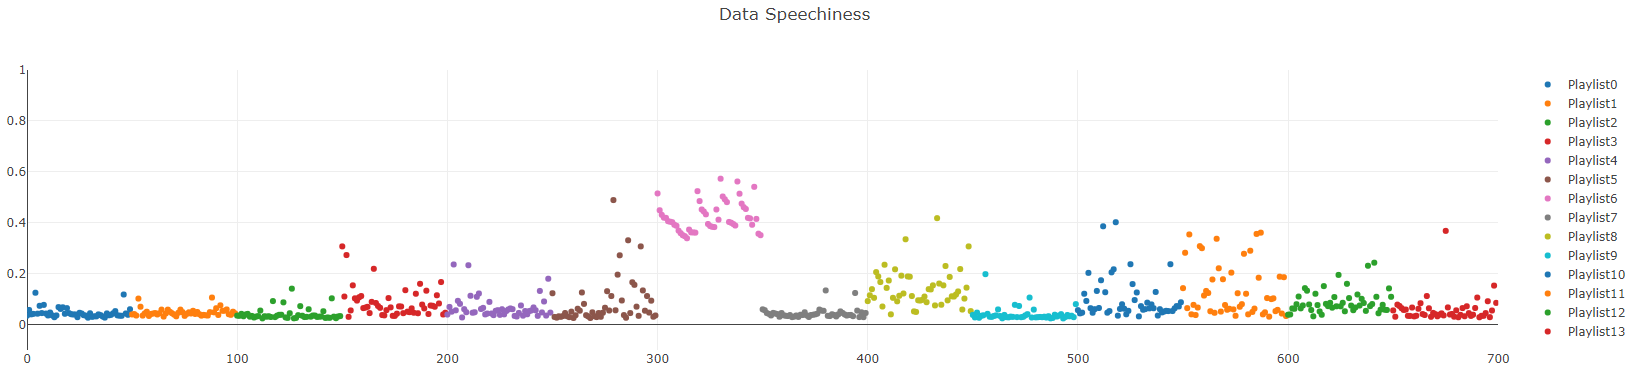 Data Speechiness
1
0.8
0.6
0.4
0.2
0
0 100 200 300 400 500 600 700
Playlist0
Playlist1
Playlist2
Playlist3
Playlist4
Playlist5
Playlist6
Playlist7
Playlist8
Playlist9
Playlist10
Playlist11
Playlist12
Playlist13